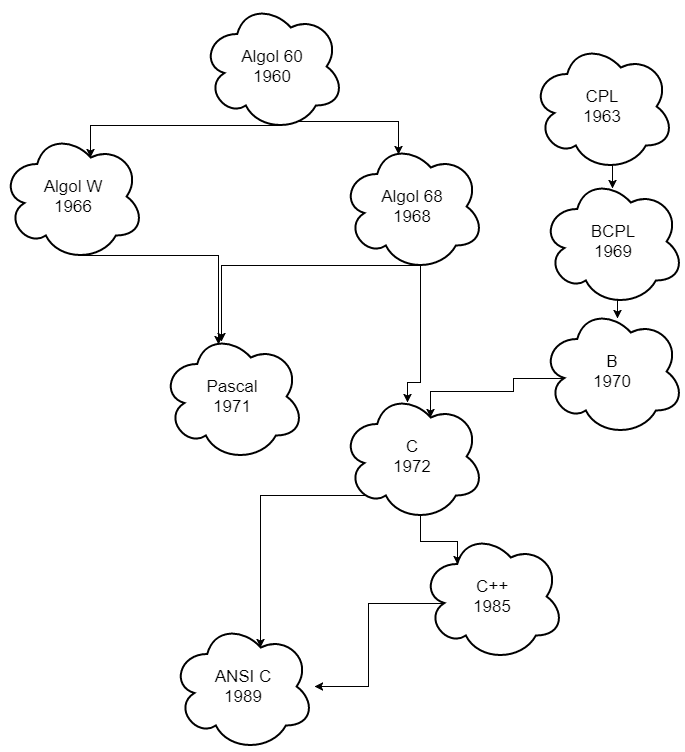 Algol 60
1960
CPL
1963
Algol W
1966
Algol 68
1968
BCPL
1969
B
1970
Pascal
1971
C
1972
C++
1985
ANSI C
1989